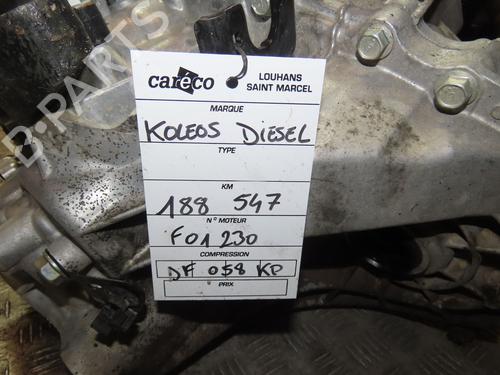 careco
LOUHANS
SAINT MARCEL
MARQUE
KOLEOS DIESEL
TYPE
KM
188 547
N° MOTEUR
F01 230
COMPRESSION
DF 058 KP
PRIX
B-PARTS